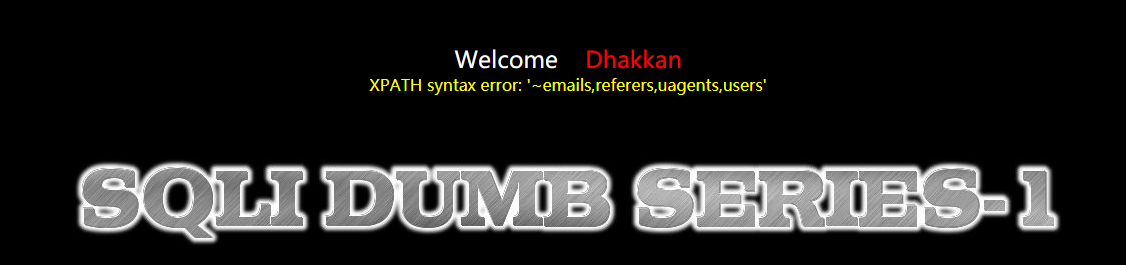 Welcome Dhakkan
XPATH syntax error: '~emails,referers,uagents,users'
SQLI DUMB SERIES-1